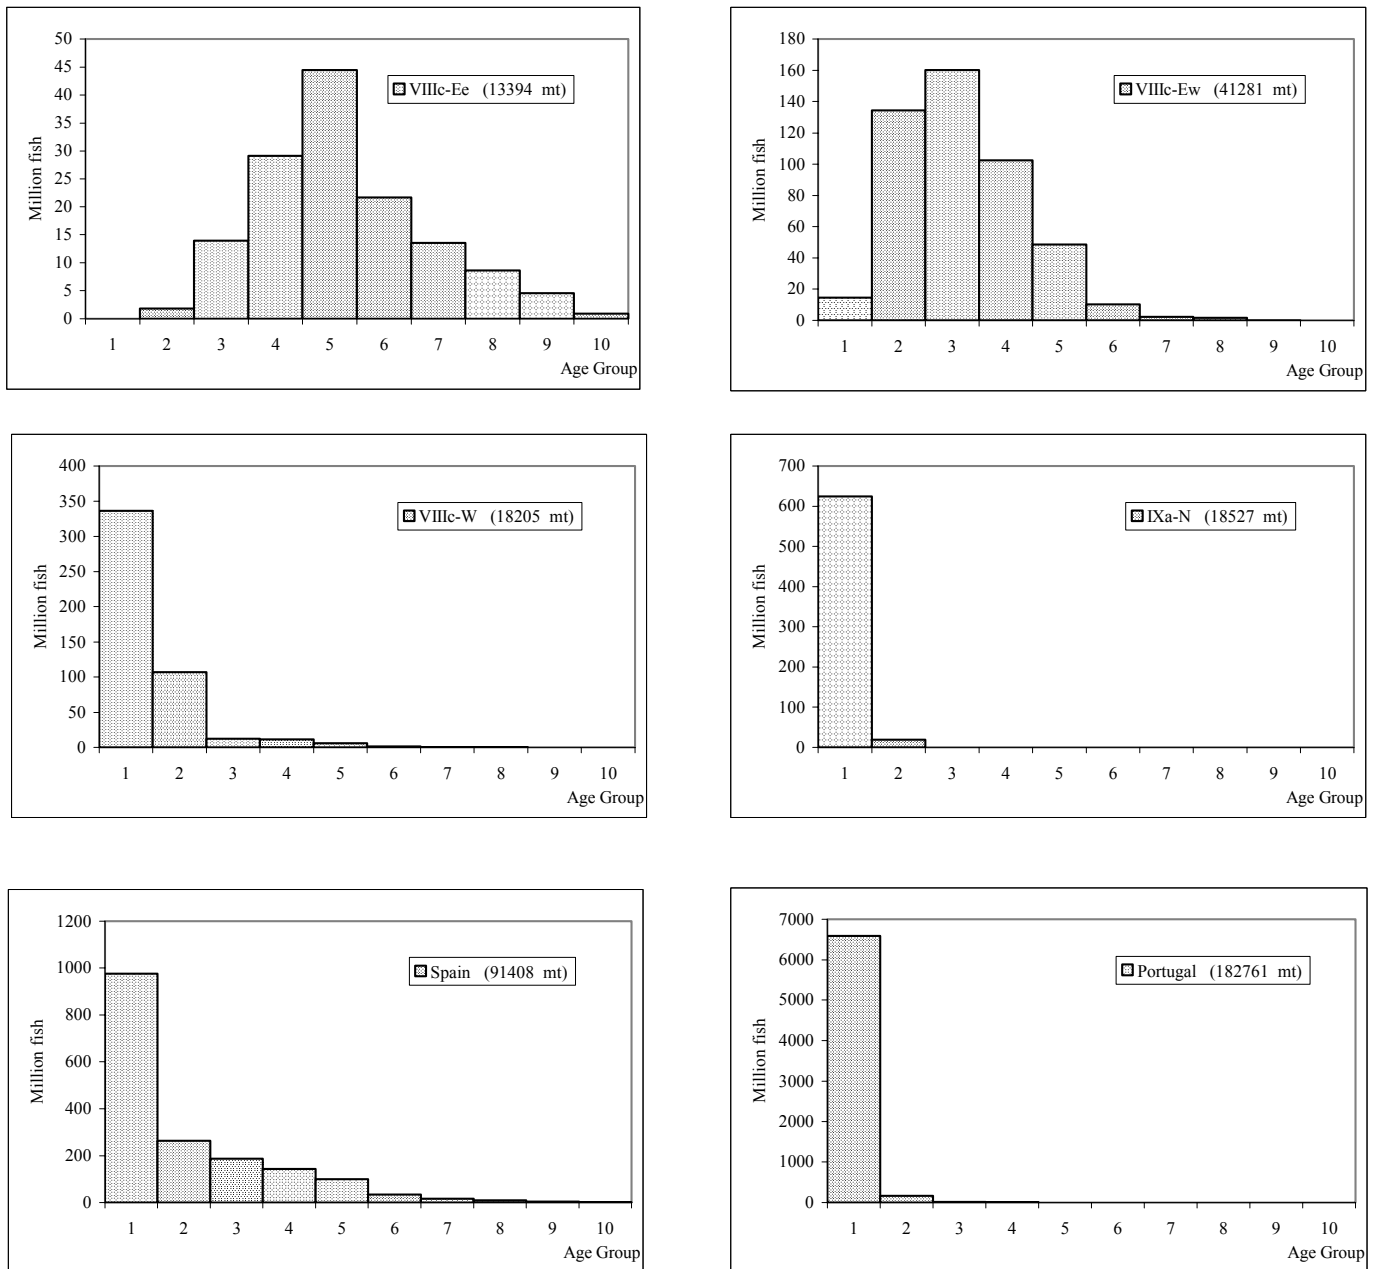 50
45
40
35
30
25
20
15
10
5
0
Million fish
VIIIc-Ee (13394 mt)
1 2 3 4 5 6 7 8 9 10
Age Group
180
160
140
120
100
80
60
40
20
0
Million fish
VIIIc-Ew (41281 mt)
1 2 3 4 5 6 7 8 9 10
Age Group
400
350
300
250
200
150
100
50
0
Million fish
VIIIc-W (18205 mt)
1 2 3 4 5 6 7 8 9 10
Age Group
700
600
500
400
300
200
100
0
Million fish
IXa-N (18527 mt)
1 2 3 4 5 6 7 8 9 10
Age Group
1200
1000
800
600
400
200
0
Million fish
Spain (91408 mt)
1 2 3 4 5 6 7 8 9 10
Age Group
7000
6000
5000
4000
3000
2000
1000
0
Million fish
Portugal (182761 mt)
1 2 3 4 5 6 7 8 9 10
Age Group